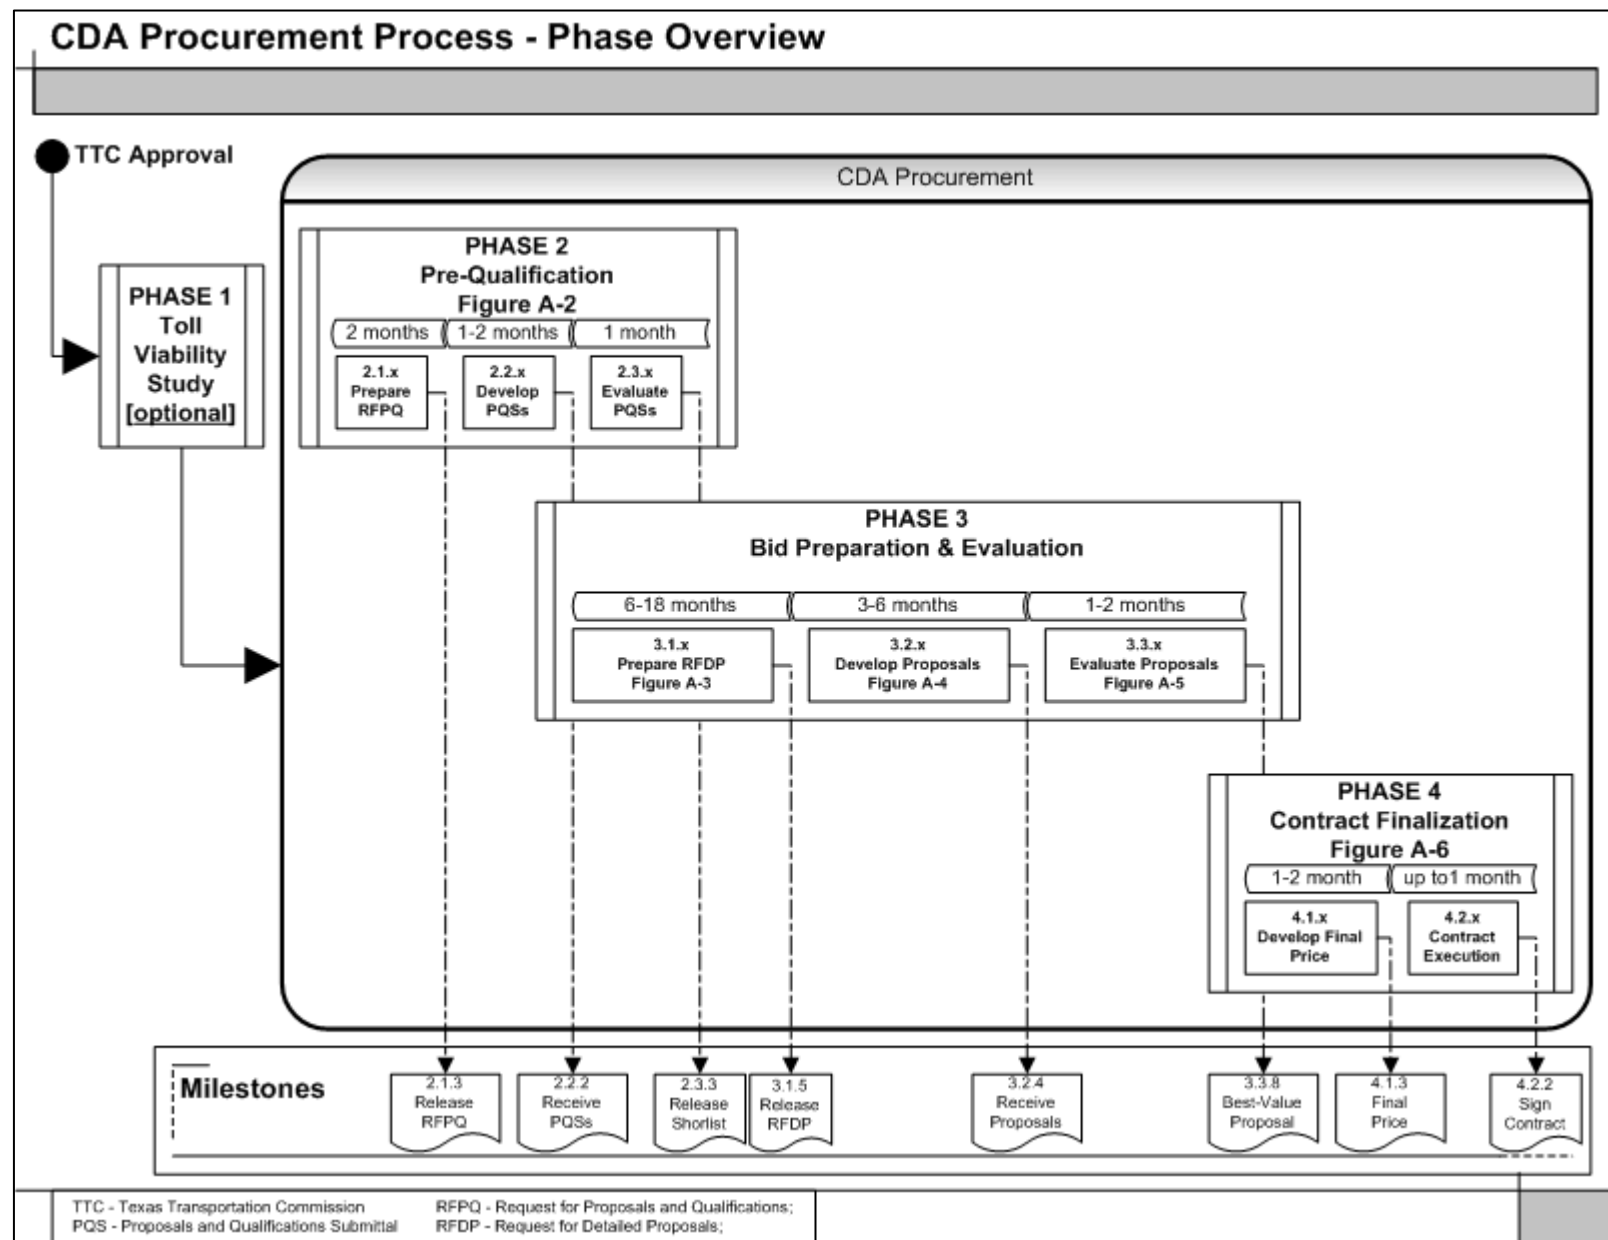 CDA Procurement Process - Phase Overview
TTC Approval
CDA Procurement
PHASE 1
Toll
Viability
Study
[optional]
PHASE 2
Pre-Qualification
Figure A-2
2 months
1-2 months
1 month
2.1.x
Prepare
RFPQ
2.2.x
Develop
PQSs
2.3.x
Evaluate
PQSs
PHASE 3
Bid Preparation & Evaluation
6-18 months
3-6 months
1-2 months
3.1.x
Prepare RFDP
Figure A-3
3.2.x
Develop Proposals
Figure A-4
3.3.x
Evaluate Proposals
Figure A-5
PHASE 4
Contract Finalization
Figure A-6
1-2 month
up to1 month
4.1.x
Develop Final
Price
4.2.x
Contract
Execution
Milestones
2.1.3
Release
RFPQ
2.2.2
Receive
PQSs
2.3.3
Release
Shorlist
3.1.5
Release
RFDP
3.2.4
Receive
Proposals
3.3.8
Best-Value
Proposal
4.1.3
Final
Price
4.2.2
Sign
Contract
TTC - Texas Transportation Commission
PQS - Proposals and Qualifications Submittal
RFPQ - Request for Proposals and Qualifications;
RFDP - Request for Detailed Proposals;